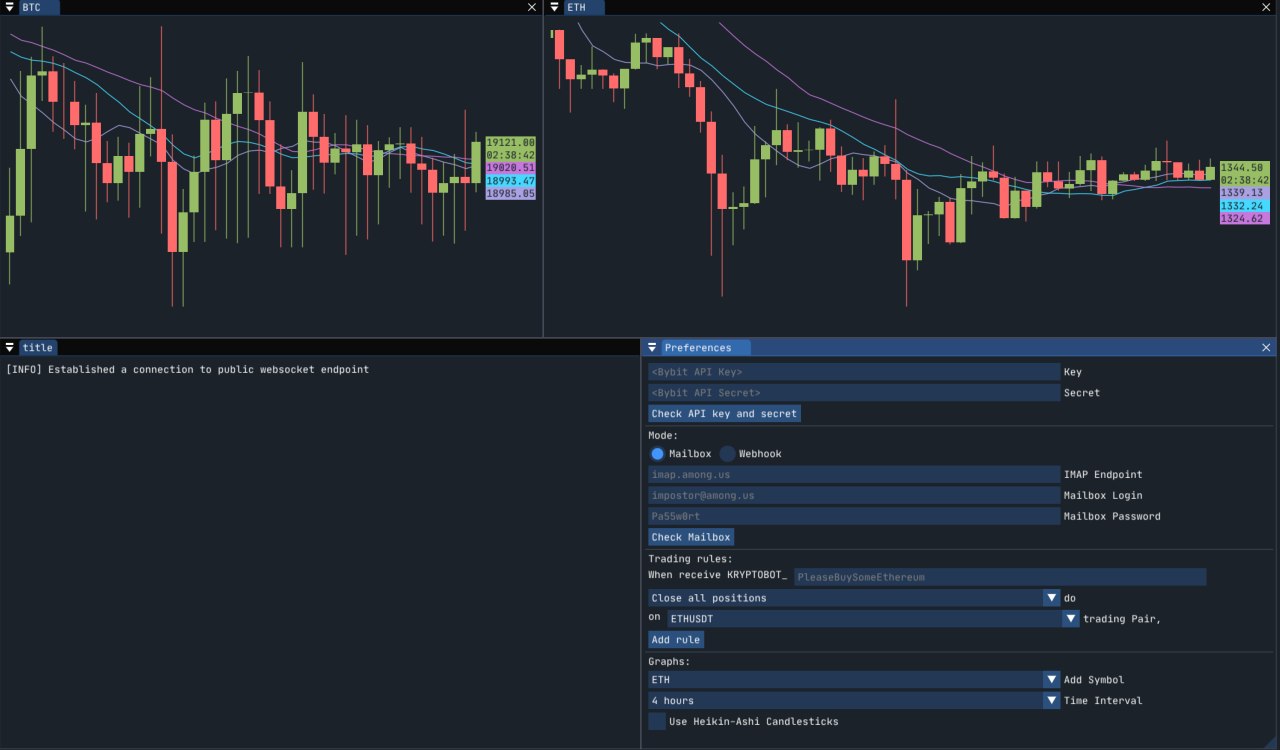 BTC
ETH
19121.00
02:38:42
19020.51
18993.47
18985.05
1344.50
02:38:42
1339.13
1332.24
1324.62
title
[INFO] Established a connection to public websocket endpoint
Preferences
<Bybit API Key> Key
<Bybit API Secret> Secret
Check API key and secret
Mode:
Mailbox Webhook
imap.among.us IMAP Endpoint
impostor@among.us Mailbox Login
Pa55w0rt Mailbox Password
Check Mailbox
Trading rules:
When receive KRYPTOBOT_ PleaseBuySomeEthereum
Close all positions do
on ETHUSDT trading Pair,
Add rule
Graphs:
ETH Add Symbol
4 hours Time Interval
Use Heikin-Ashi Candlesticks